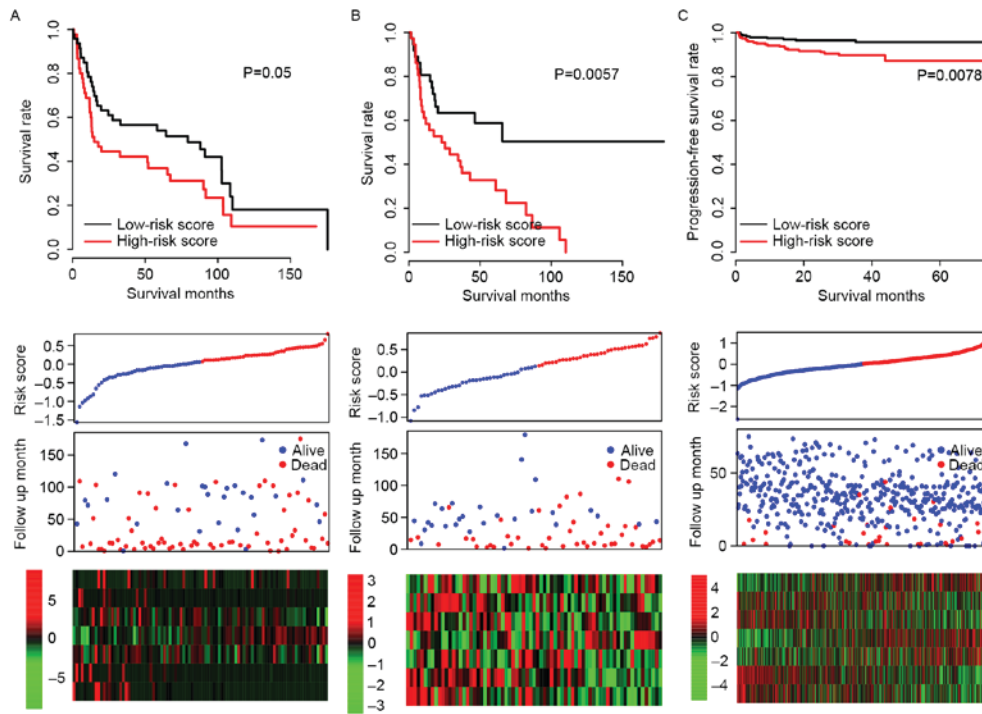 A
B
C
Survival rate
1.0
0.8
0.6
0.4
0.2
0.0
P=0.05
Low-risk score
High-risk score
0
50
100
150
Survival months
Survival rate
1.0
0.8
0.6
0.4
0.2
0.0
P=0.0057
Low-risk score
High-risk score
0
50
100
150
Survival months
Progression-free survival rate
1.0
0.8
0.6
0.4
0.2
0.0
P=0.0078
Low-risk score
High-risk score
0
20
40
60
Survival months
Risk score
0.5
0.0
−0.5
−1.0
−1.5
Risk score
0.5
0.0
−0.5
−1.0
Risk score
1
0
−1
−2
Follow up month
150
100
50
0
Alive
Dead
Follow up month
150
100
50
0
Alive
Dead
Follow up month
50
0
Alive
Dead
5
0
−5
3
2
1
0
−1
−2
−3
4
2
0
−2
−4